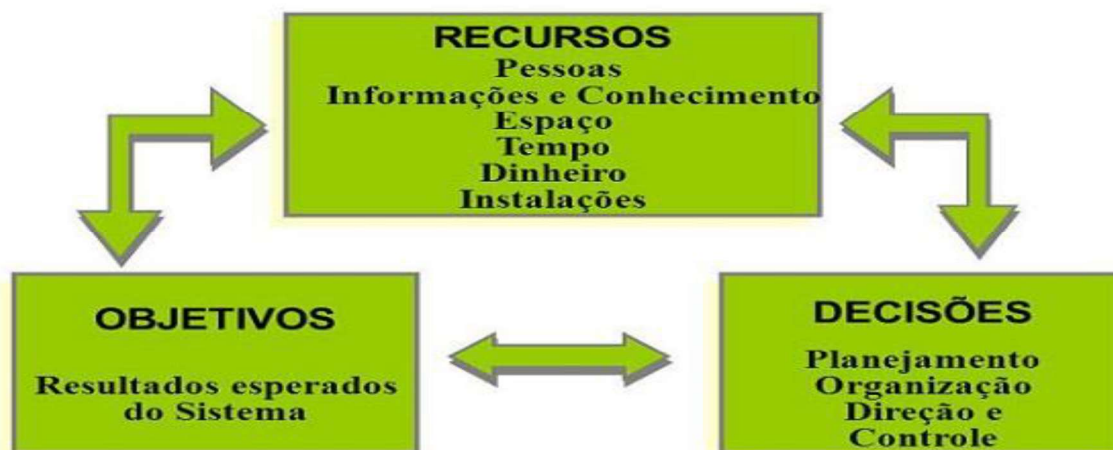 RECURSOS
Pessoas
Informações e Conhecimento
Espaço
Tempo
Dinheiro
Instalações
OBJETIVOS
Resultados esperados
do Sistema
DECISÕES
Planejamento
Organização
Direção e
Controle